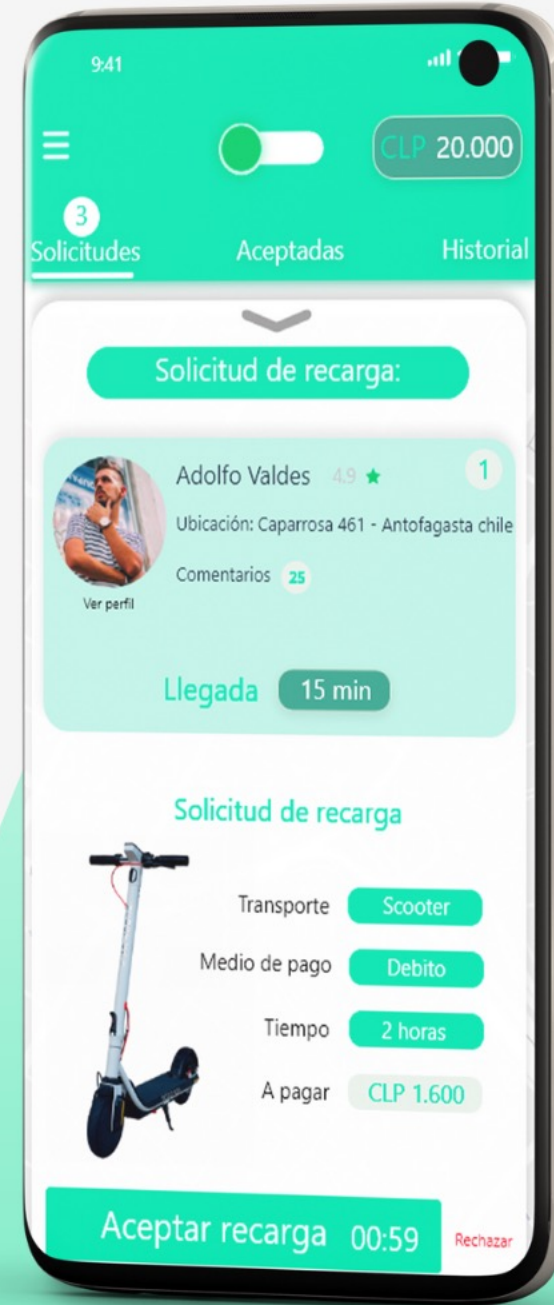 9:41
CLP 20.000
3
Solicitudes Aceptadas Historial
Solicitud de recarga:
Adolfo Valdes 4.9 1
Ubicación: Caparrosa 461 - Antofagasta chile
Comentarios 25
Ver perfil
Llegada 15 min
Solicitud de recarga
Transporte Scooter
Medio de pago Debito
Tiempo 2 horas
A pagar CLP 1.600
Aceptar recarga 00:59 Rechazar